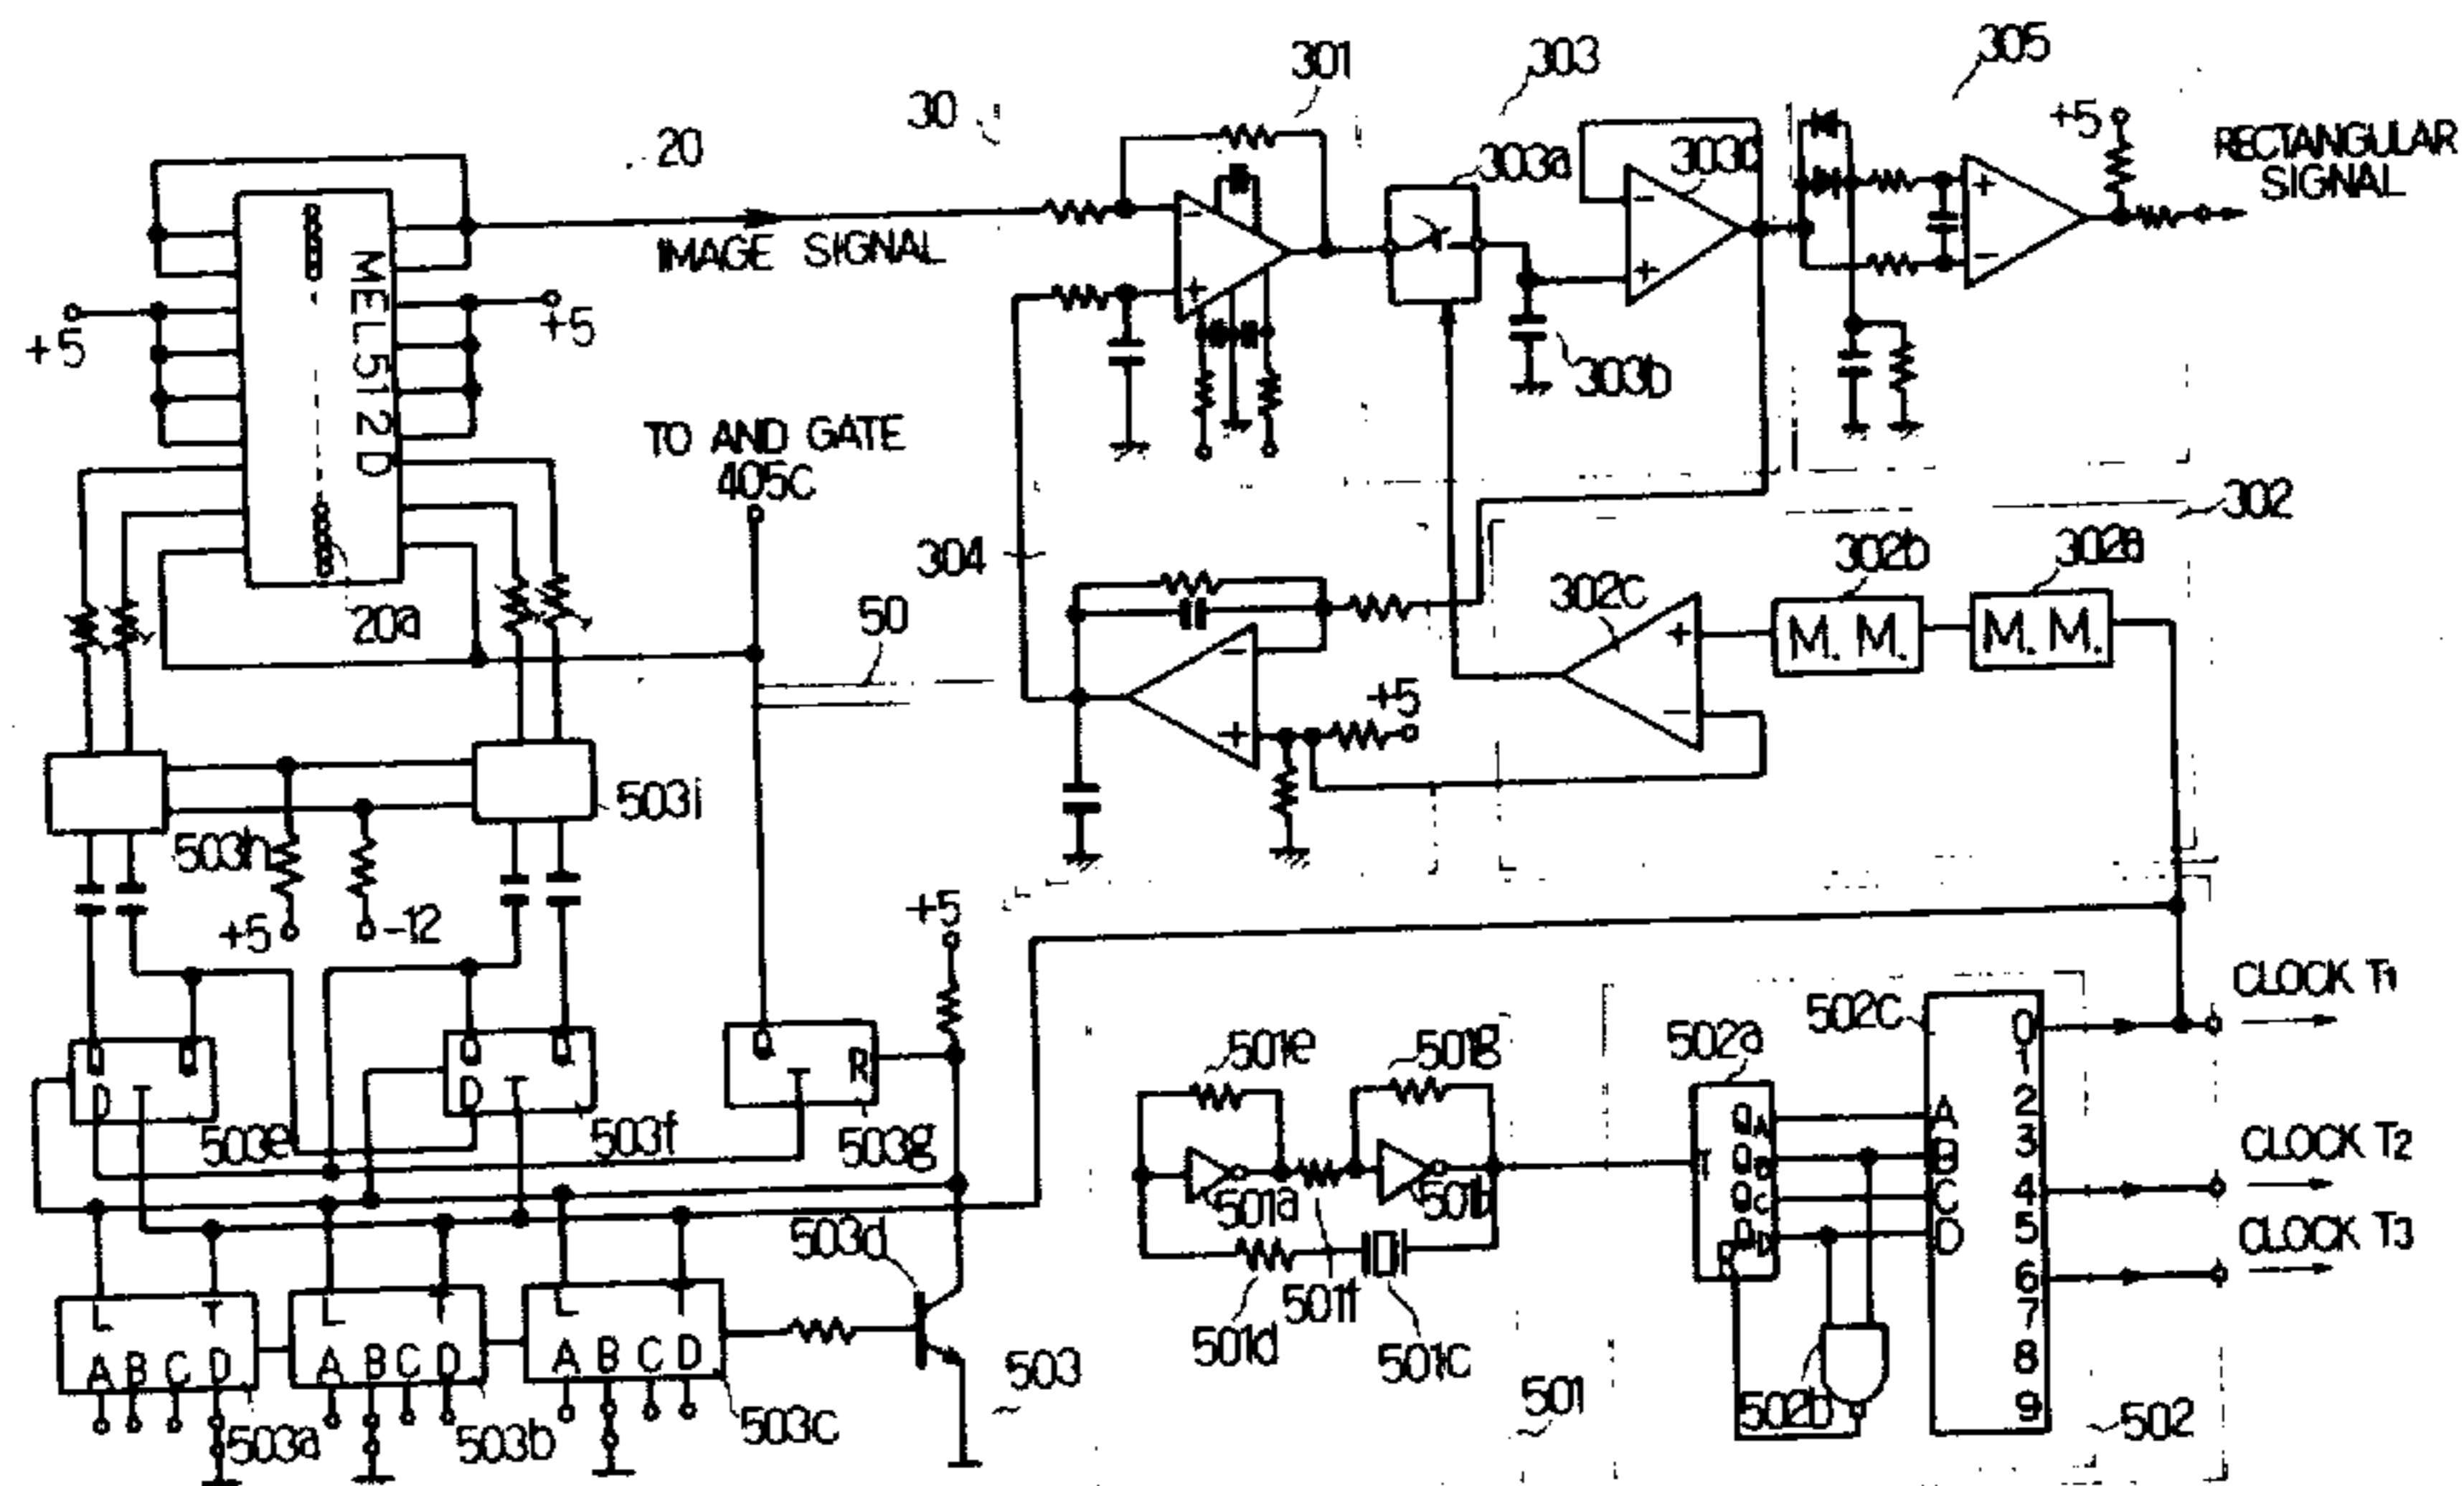 301
303
305
30
20
+5
RECTANGULAR
SIGNAL
303a
303d
MEL512D
IMAGE SIGNAL
+5
+5
303b
TO AND GATE
405C
302
304
302b
302a
302c
M. M.
M. M.
20a
50
+5
503i
503h
+5
-12
+5
CLOCK T1
502c
502a
501e
501g
0
1
2
3
4
5
6
7
8
9
A
B
C
D
QA
QB
QC
QD
R
T
CLOCK T2
CLOCK T3
Q
Q
D
T
Q
Q
D
T
Q
R
T
503e
503f
503g
501a
501b
503d
501f
501d
501c
L
T
L
T
L
T
A B C D
A B C D
A B C D
503
501
502b
502
503a
503b
503c